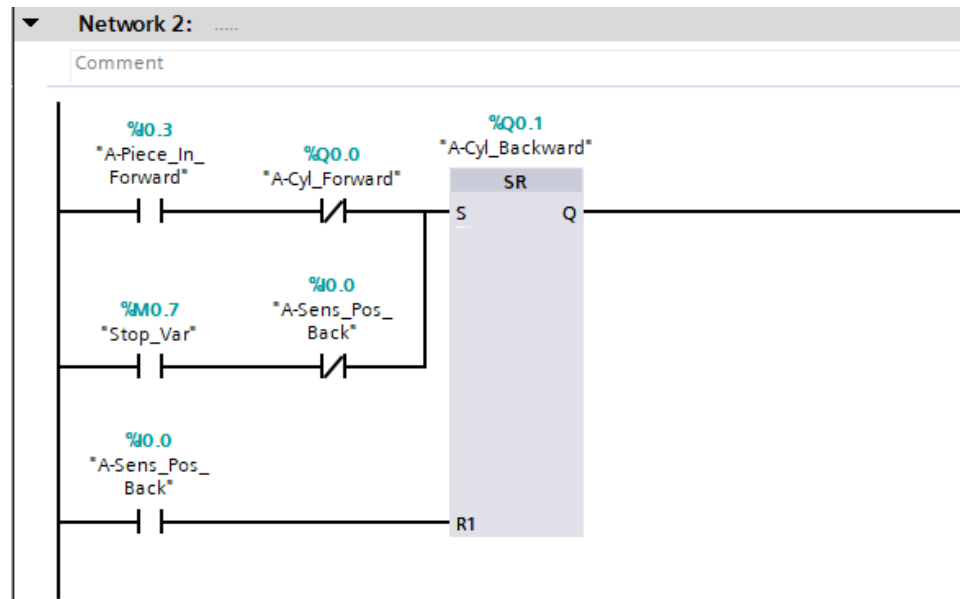 Network 2: .....
Comment
%I0.3
"A-Piece_In_
Forward"
%Q0.0
"A-Cyl_Forward"
%Q0.1
"A-Cyl_Backward"
SR
S
Q
%M0.7
"Stop_Var"
%I0.0
"A-Sens_Pos_
Back"
%I0.0
"A-Sens_Pos_
Back"
R1